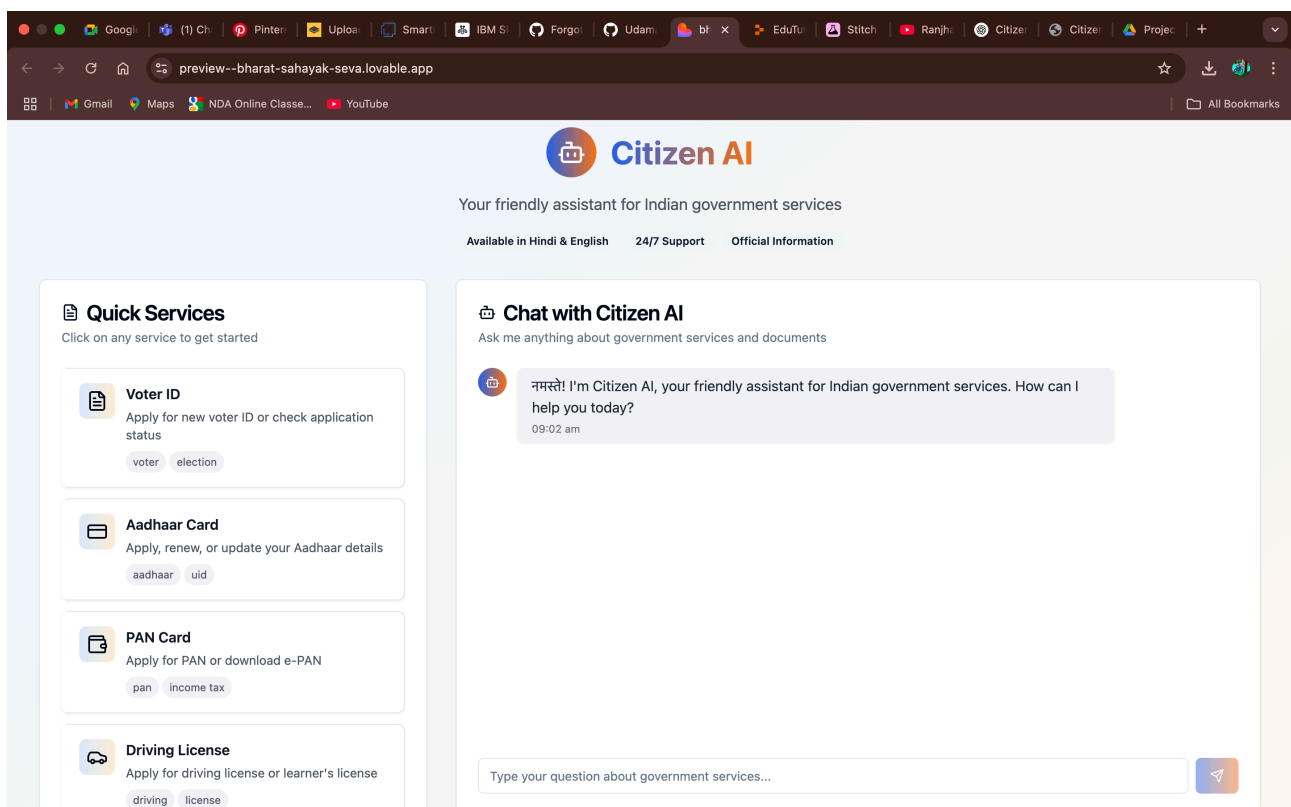 Google
(1) Ch
Pinter
Uploa
Smart
IBM S
Forgot
Udam
bh
EduTu
Stitch
Ranjha
Citizen
Citizen
Projec
preview--bharat-sahayak-seva.lovable.app
Gmail
Maps
NDA Online Classe...
YouTube
All Bookmarks
Citizen AI
Your friendly assistant for Indian government services
Available in Hindi & English
24/7 Support
Official Information
Quick Services
Click on any service to get started
Voter ID
Apply for new voter ID or check application
status
voter election
Aadhaar Card
Apply, renew, or update your Aadhaar details
aadhaar uid
PAN Card
Apply for PAN or download e-PAN
pan income tax
Driving License
Apply for driving license or learner's license
driving license
Chat with Citizen AI
Ask me anything about government services and documents
नमस्ते! I'm Citizen AI, your friendly assistant for Indian government services. How can I
help you today?
09:02 am
Type your question about government services...